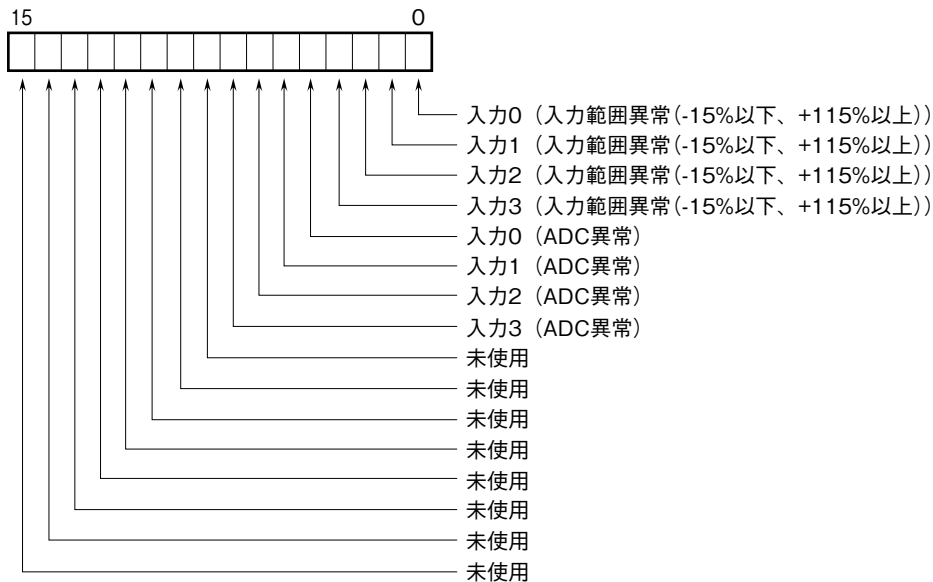 15 0
入力0（入力範囲異常（-15%以下、+115%以上））
入力1（入力範囲異常（-15%以下、+115%以上））
入力2（入力範囲異常（-15%以下、+115%以上））
入力3（入力範囲異常（-15%以下、+115%以上））
入力0（ADC異常）
入力1（ADC異常）
入力2（ADC異常）
入力3（ADC異常）
未使用
未使用
未使用
未使用
未使用
未使用
未使用
未使用